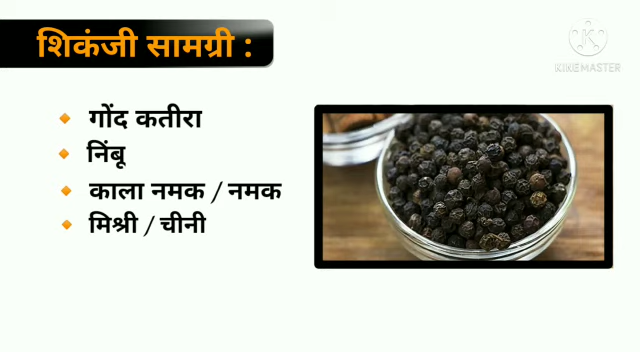 शिकंजी सामग्री :
KINEMASTER
गोंद कतीरा
निंबू
काला नमक / नमक
मिश्री / चीनी